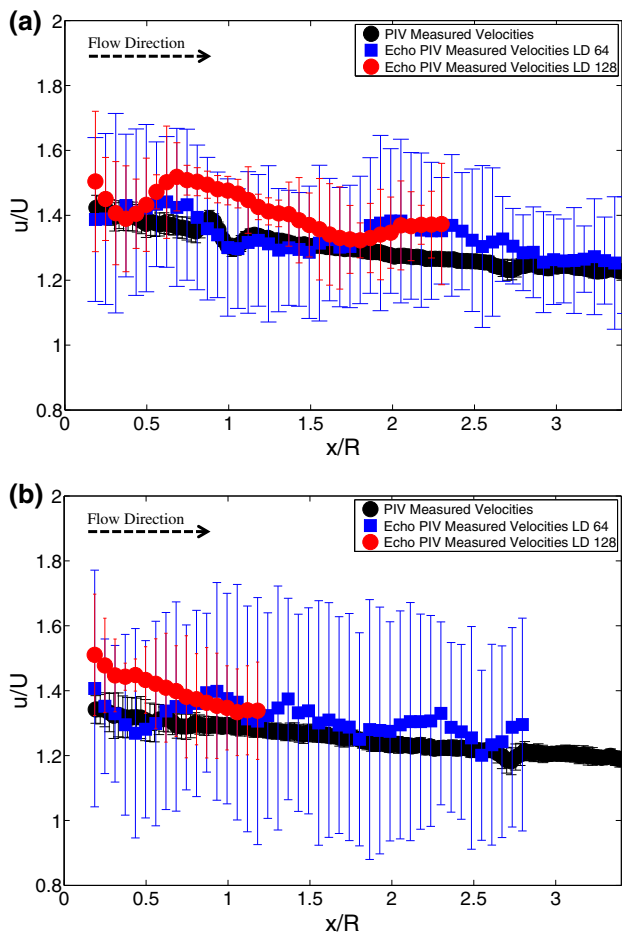 (a)
2
Flow Direction
PIV Measured Velocities
Echo PIV Measured Velocities LD 64
Echo PIV Measured Velocities LD 128
1.8
1.6
1.4
1.2
1
0.8
u/U
0 0.5 1 1.5 2 2.5 3
x/R
(b)
2
Flow Direction
PIV Measured Velocities
Echo PIV Measured Velocities LD 64
Echo PIV Measured Velocities LD 128
1.8
1.6
1.4
1.2
1
0.8
u/U
0 0.5 1 1.5 2 2.5 3
x/R